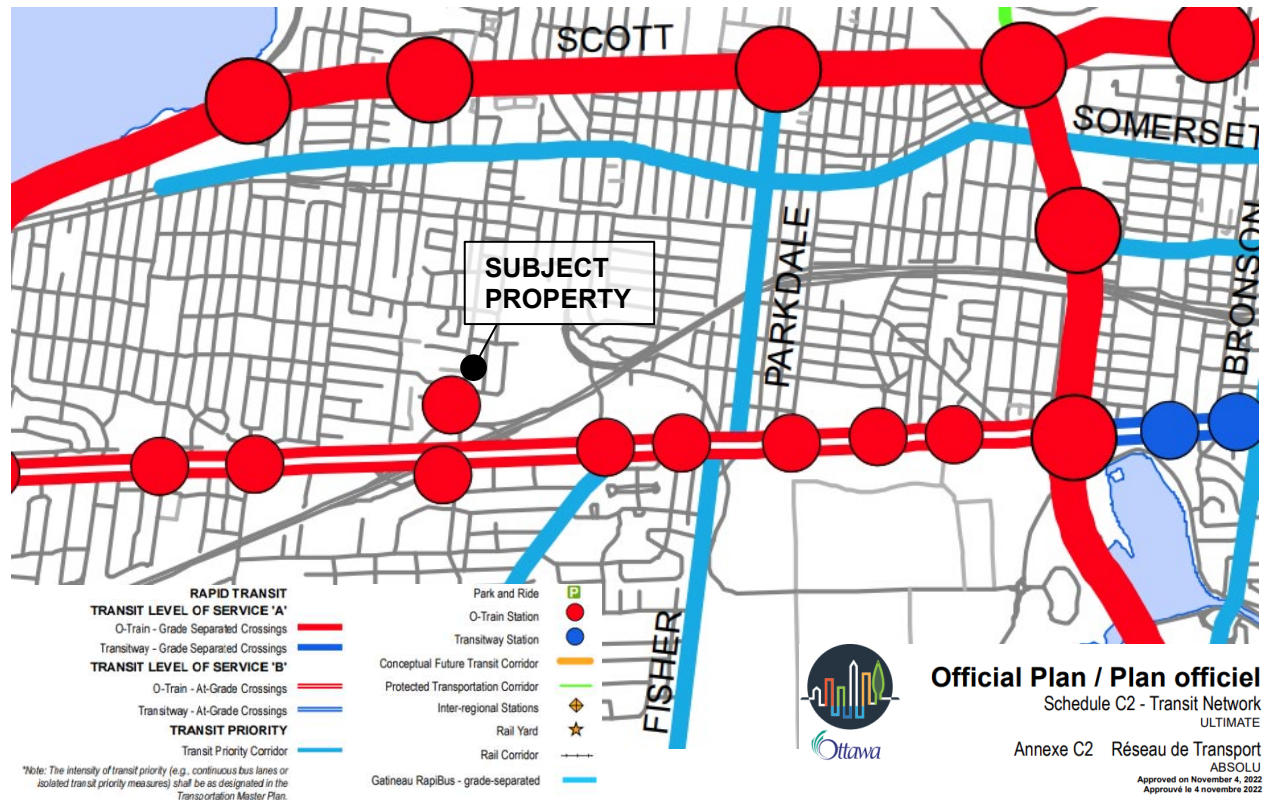 SCOTT
SOMERSET
SUBJECT
PROPERTY
PARKDALE
BRONSON
FISHER
RAPID TRANSIT
TRANSIT LEVEL OF SERVICE 'A'
O-Train - Grade Separated Crossings
Transitway - Grade Separated Crossings
TRANSIT LEVEL OF SERVICE 'B'
O-Train - At-Grade Crossings
Transitway - At-Grade Crossings
TRANSIT PRIORITY
Transit Priority Corridor
*Note: The intensity of transit priority (e.g., continuous bus lanes or
isolated transit priority measures) shall be as designated in the
Transportation Master Plan.
Park and Ride
P
O-Train Station
Transitway Station
Conceptual Future Transit Corridor
Protected Transportation Corridor
Inter-regional Stations
Rail Yard
Rail Corridor
Gatineau RapiBus - grade-separated
Ottawa
Official Plan / Plan officiel
Schedule C2 - Transit Network
ULTIMATE
Annexe C2 Réseau de Transport
ABSOLU
Approved on November 4, 2022
Approuvé le 4 novembre 2022